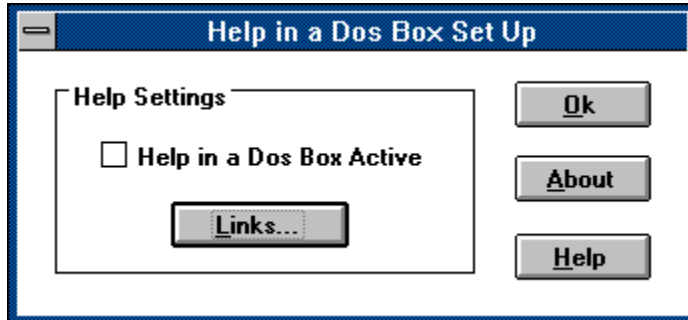 Help in a Dos Box Set Up
Help Settings
Help in a Dos Box Active
Links...
Ok
About
Help